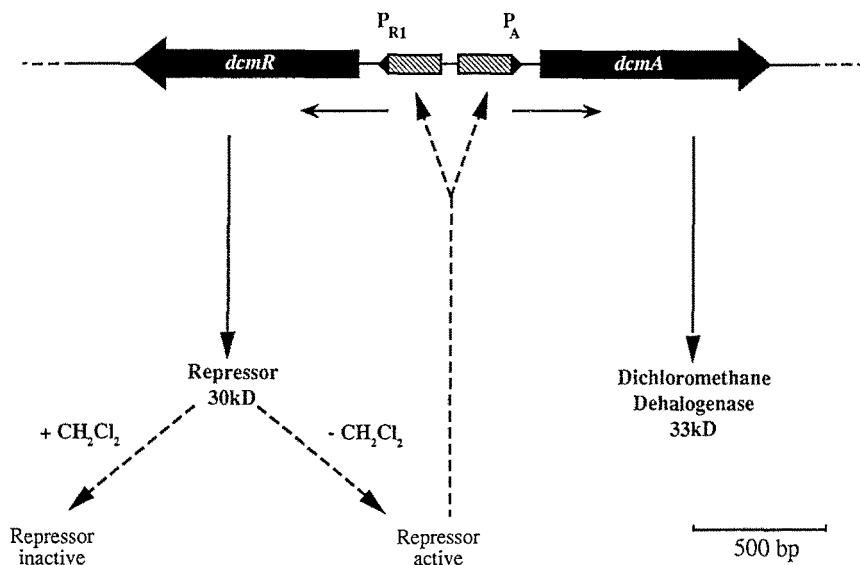 P_R1 P_A
dcmR dcmA
Repressor
30kD
Dichloromethane
Dehalogenase
33kD
+ CH₂Cl₂ - CH₂Cl₂
Repressor
inactive
Repressor
active
500 bp